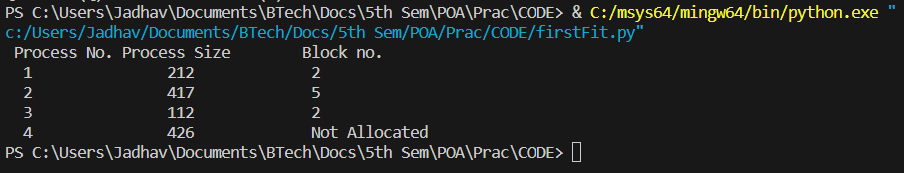 PS C:\Users\Jadhav\Documents\BTech\Docs\5th Sem\POA\Prac\CODE> & C:/msys64/mingw64/bin/python.exe "
c:/Users/Jadhav/Documents/BTech/Docs/5th Sem/POA/Prac/CODE/firstFit.py"
Process No. Process Size Block no.
1 212 2
2 417 5
3 112 2
4 426 Not Allocated
PS C:\Users\Jadhav\Documents\BTech\Docs\5th Sem\POA\Prac\CODE>